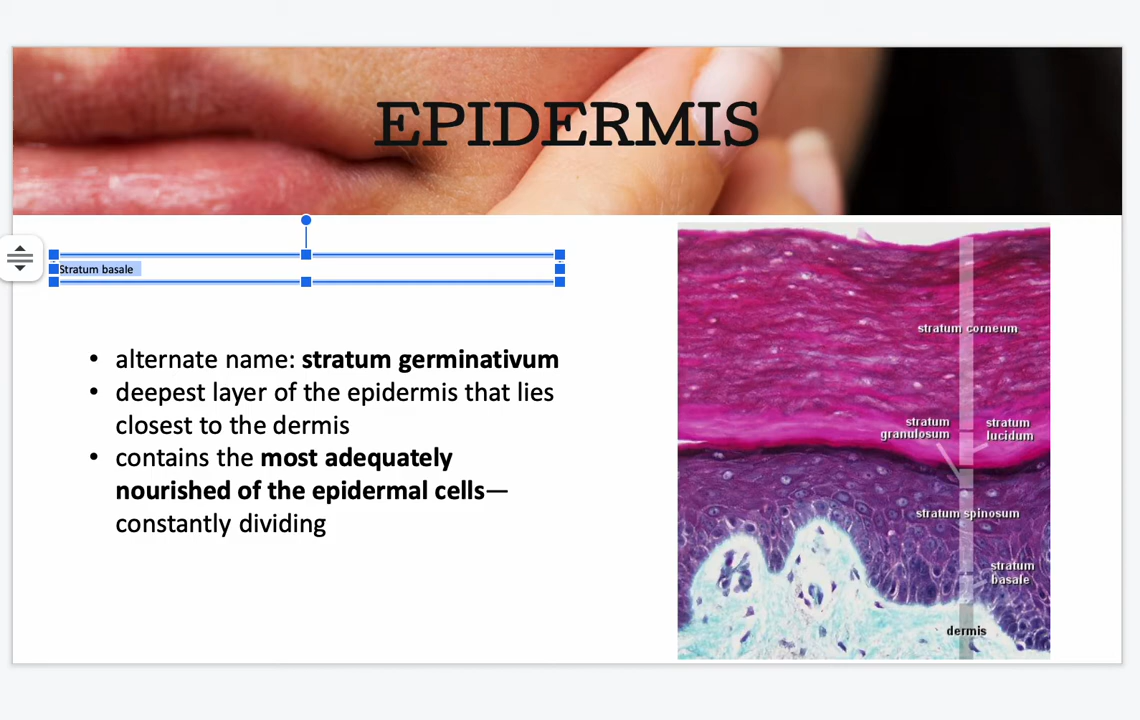 EPIDERMIS
Stratum basale
• alternate name: stratum germinativum
• deepest layer of the epidermis that lies
closest to the dermis
• contains the most adequately
nourished of the epidermal cells—
constantly dividing
stratum corneum
stratum
granulosum
stratum
lucidum
stratum spinosum
stratum
basale
dermis